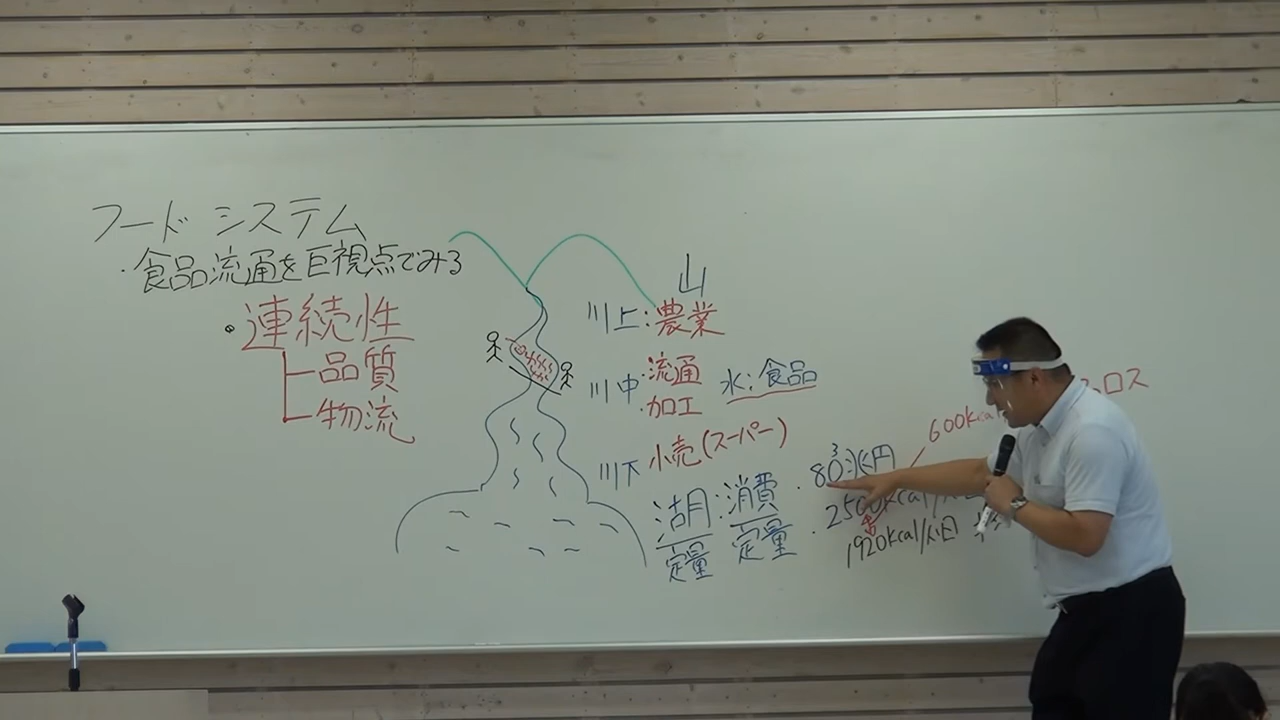 フードシステム
・食品流通を巨視点でみる
・連続性
品質
物流
山
川上:農業
川中・流通
・加工
水:食品
川下 小売(スーパー)
湖:消費
定量 定量
・80兆円
3
・2500kcal/人日
1920kcal/人日
600kcal
ロス